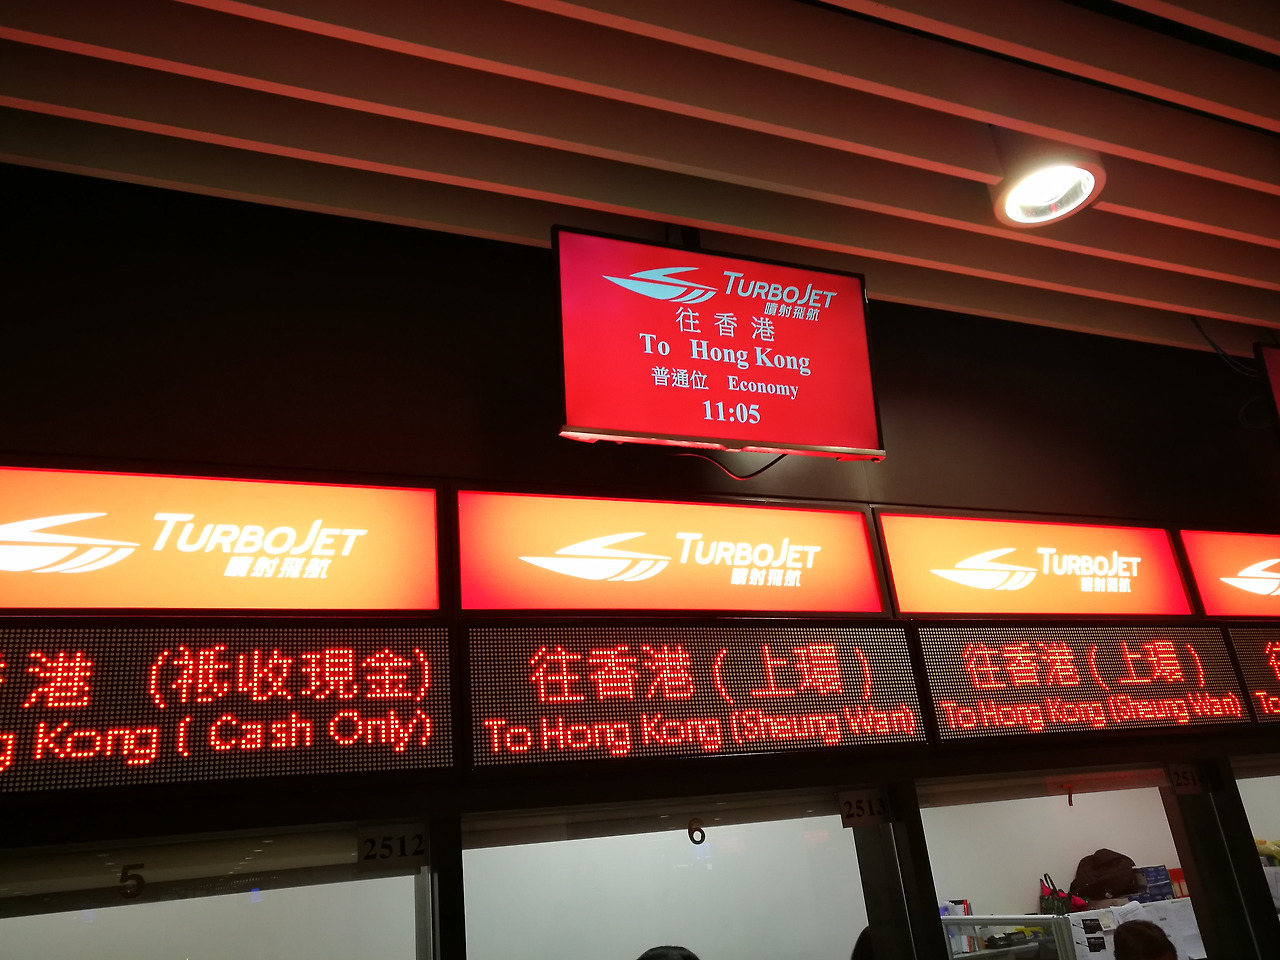 TURBOJET
噴射飛航
往香港
To Hong Kong
普通位 Economy
11:05
TURBOJET
噴射飛航
TURBOJET
噴射飛航
TURBOJET
噴射飛航
港 (祗收現金)
Kong ( Cash Only)
往香港 ( 上環 )
To Hong Kong (Sheung Wan)
往香港 ( 上環 )
To Hong Kong (Sheung Wan)
To
5
2512
6
2513
251